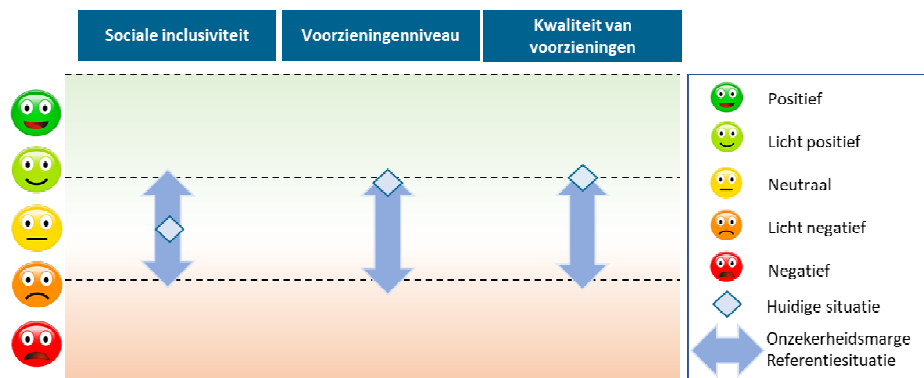 Sociale inclusiviteit
Voorzieningenniveau
Kwaliteit van
voorzieningen
Positief
Licht positief
Neutraal
Licht negatief
Negatief
Huidige situatie
Onzekerheidsmarge
Referentiesituatie